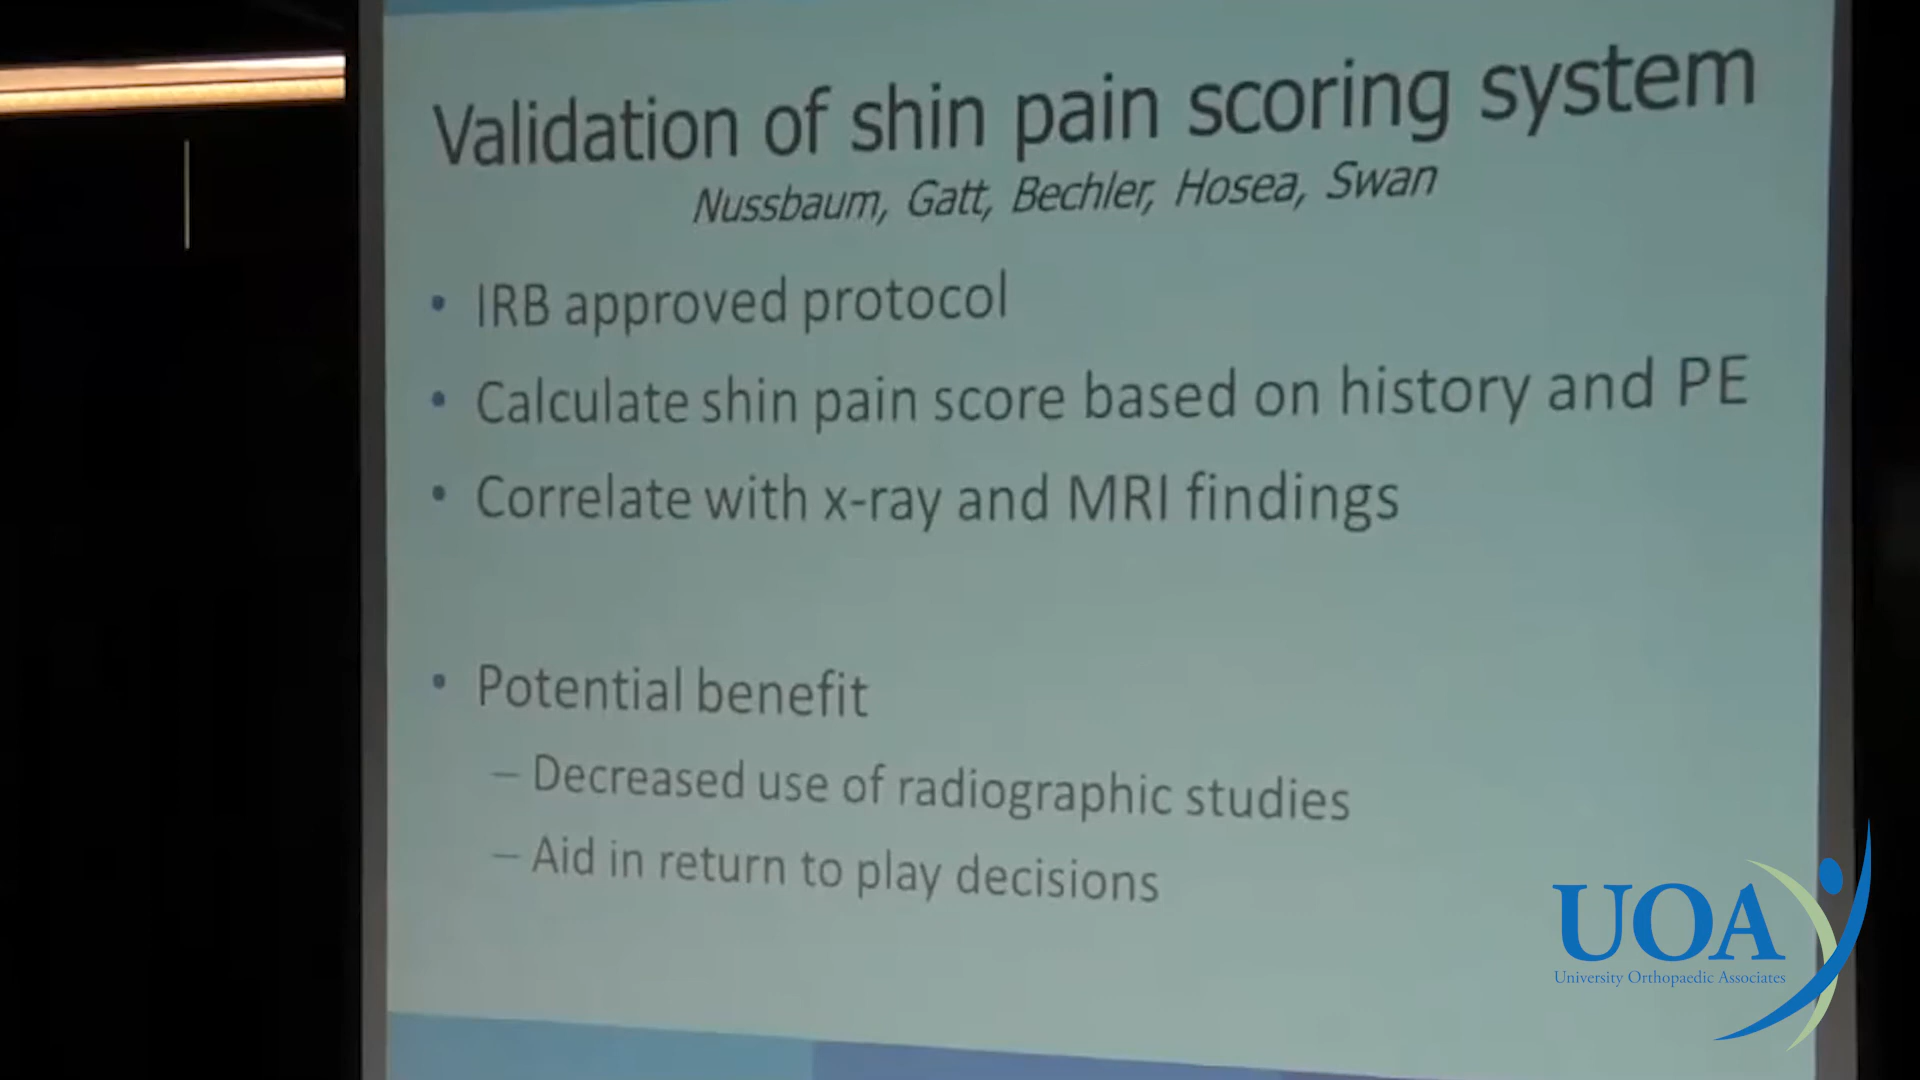 Validation of shin pain scoring system
Nussbaum, Gatt, Bechler, Hosea, Swan
• IRB approved protocol
• Calculate shin pain score based on history and PE
• Correlate with x-ray and MRI findings
• Potential benefit
– Decreased use of radiographic studies
– Aid in return to play decisions
UOA
University Orthopaedic Associates